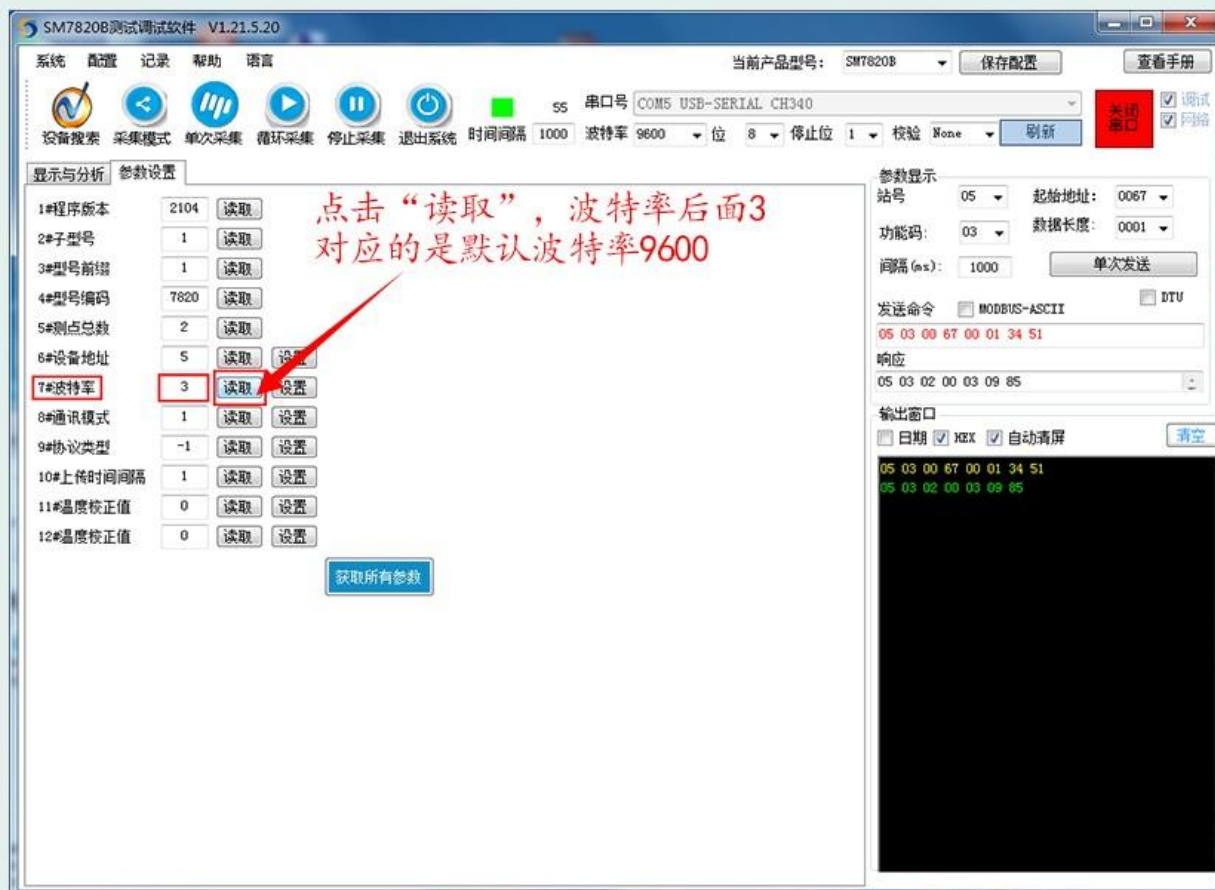 SM7820B测试调试软件 V1.21.5.20
系统 配置 记录 帮助 语言 当前产品型号: SM7820B 保存配置 查看手册
设备搜索 采集模式 单次采集 循环采集 停止采集 退出系统
55 串口号 COM5 USB-SERIAL CH340 关闭串口 调试
时间间隔 1000 波特率 9600 位 8 停止位 1 校验 None 刷新 网络
显示与分析 参数设置
1#程序版本 2104 读取
2#子型号 1 读取
3#型号前缀 1 读取
4#型号编码 7820 读取
5#测点总数 2 读取
6#设备地址 5 读取 设置
7#波特率 3 读取 设置
8#通讯模式 1 读取 设置
9#协议类型 -1 读取 设置
10#上传时间间隔 1 读取 设置
11#温度校正值 0 读取 设置
12#温度校正值 0 读取 设置
获取所有参数
点击“读取”，波特率后面3
对应的是默认波特率9600
参数显示
站号 05 起始地址: 0067
功能码: 03 数据长度: 0001
间隔(ms): 1000 单次发送
发送命令 MODBUS-ASCII DTU
05 03 00 67 00 01 34 51
响应
05 03 02 00 03 09 85
输出窗口
日期 HEX 自动清屏 清空
05 03 00 67 00 01 34 51
05 03 02 00 03 09 85